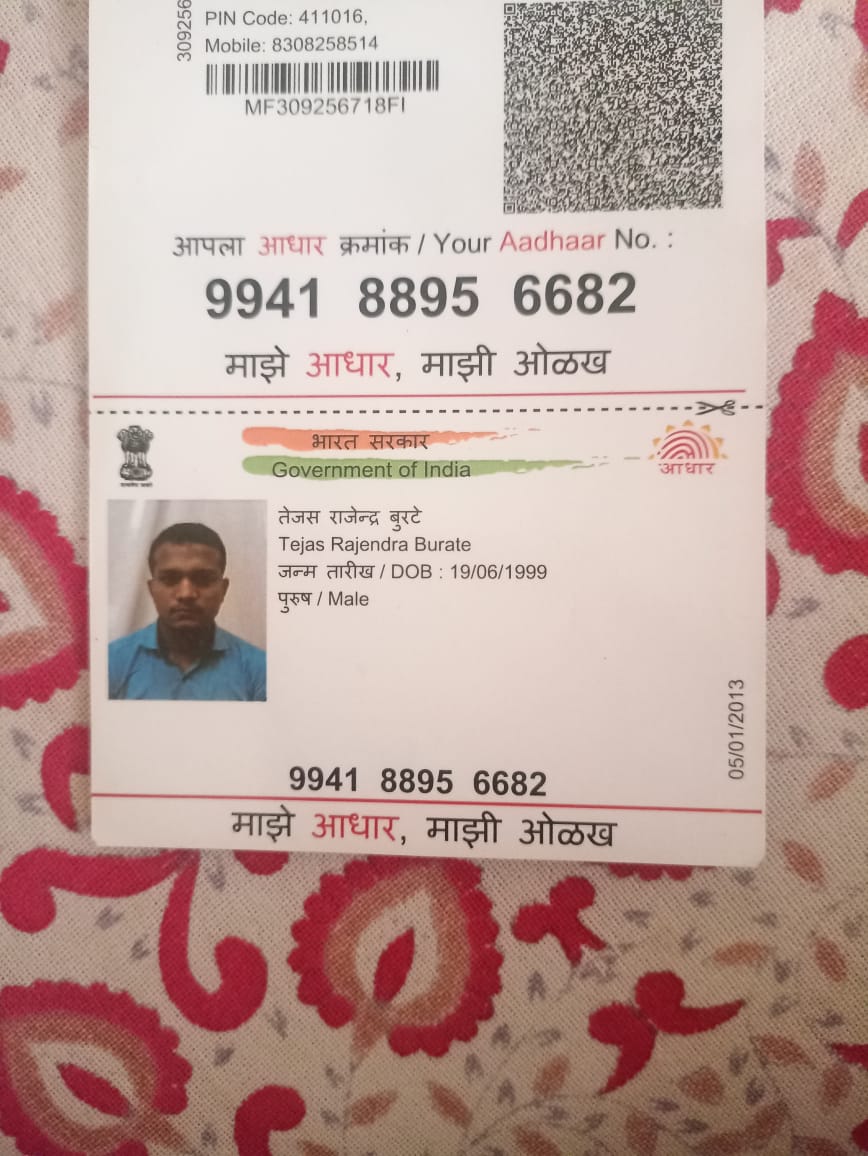 309256
PIN Code: 411016,
Mobile: 8308258514
MF309256718FI
आपला आधार क्रमांक / Your Aadhaar No. :
9941 8895 6682
माझे आधार, माझी ओळख
भारत सरकार
Government of India
आधार
तेजस राजेन्द्र बुरटे
Tejas Rajendra Burate
जन्म तारीख / DOB : 19/06/1999
पुरुष / Male
05/01/2013
9941 8895 6682
माझे आधार, माझी ओळख